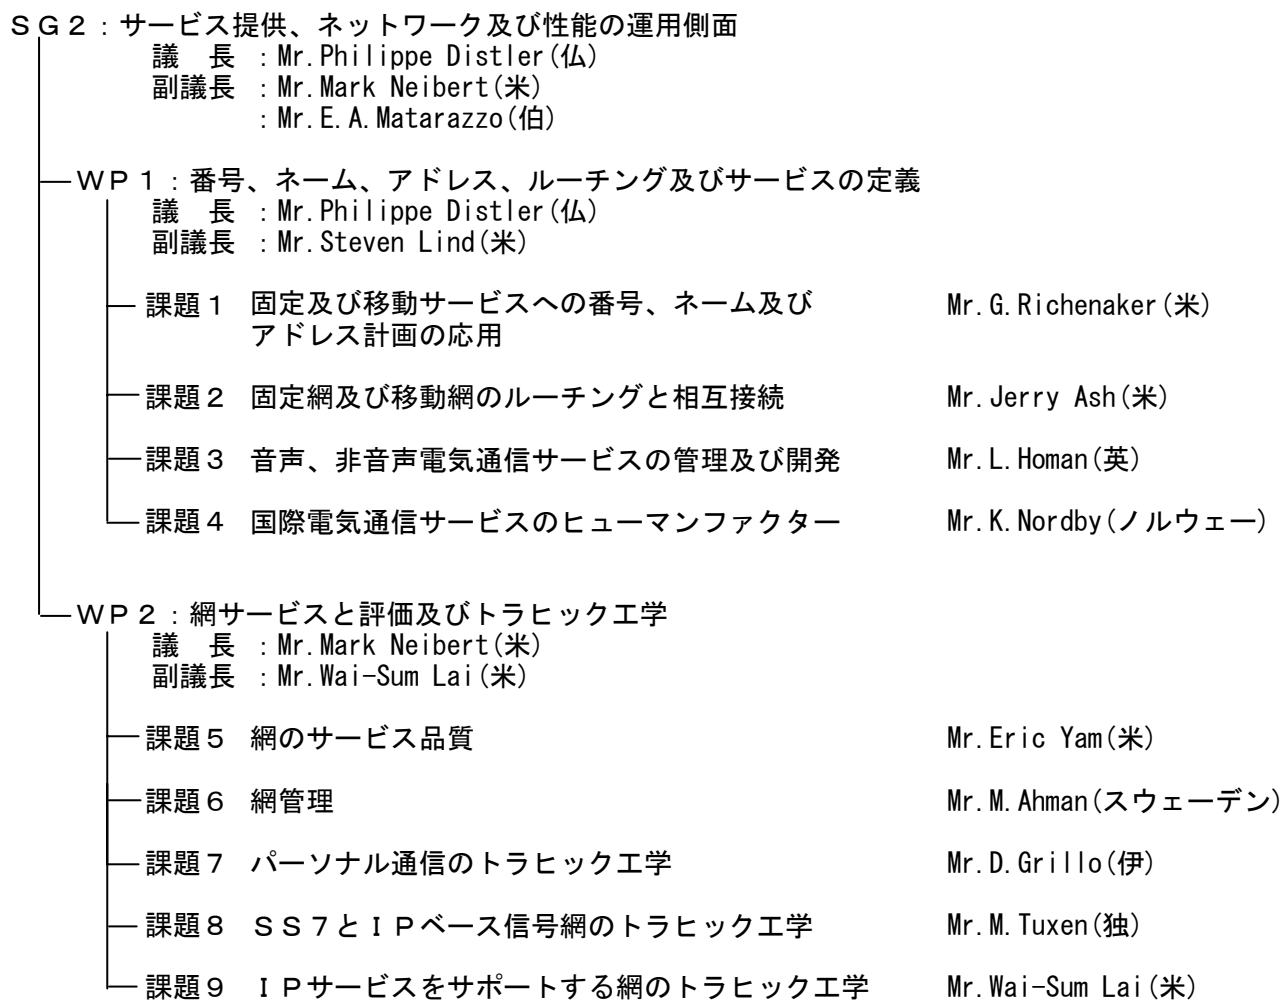 ＳＧ２：サービス提供、ネットワーク及び性能の運用側面
議　長　：Mr.Philippe Distler(仏)
副議長　：Mr.Mark Neibert(米)
：Mr.E.A.Matarazzo(伯)
ＷＰ１：番号、ネーム、アドレス、ルーチング及びサービスの定義
議　長　：Mr.Philippe Distler(仏)
副議長　：Mr.Steven Lind(米)
課題１　固定及び移動サービスへの番号、ネーム及び　Mr.G.Richenaker(米)
アドレス計画の応用
課題２　固定網及び移動網のルーチングと相互接続　Mr.Jerry Ash(米)
課題３　音声、非音声電気通信サービスの管理及び開発　Mr.L.Homan(英)
課題４　国際電気通信サービスのヒューマンファクター　Mr.K.Nordby(ノルウェー)
ＷＰ２：網サービスと評価及びトラヒック工学
議　長　：Mr.Mark Neibert(米)
副議長　：Mr.Wai-Sum Lai(米)
課題５　網のサービス品質　Mr.Eric Yam(米)
課題６　網管理　Mr.M.Ahman(スウェーデン)
課題７　パーソナル通信のトラヒック工学　Mr.D.Grillo(伊)
課題８　ＳＳ７とＩＰベース信号網のトラヒック工学　Mr.M.Tuxen(独)
課題９　ＩＰサービスをサポートする網のトラヒック工学　Mr.Wai-Sum Lai(米)